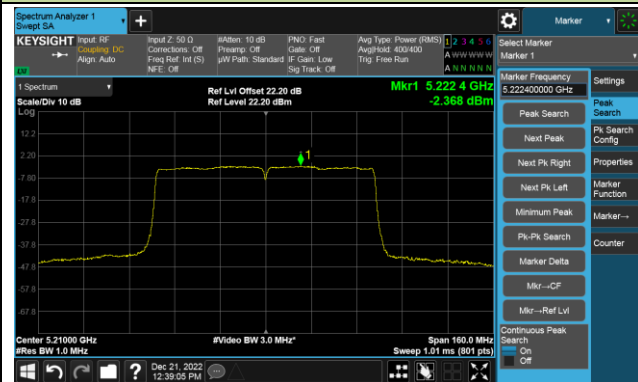 Spectrum Analyzer 1
Swept SA
Marker
KEYSIGHT
Input: RF
Coupling: DC
Align: Auto
Input Z: 50 Ω
Corrections: Off
Freq Ref: Int (S)
NFE: Off
#Atten: 10 dB
Preamp: Off
µW Path: Standard
PNO: Fast
Gate: Off
IF Gain: Low
Sig Track: Off
Avg Type: Power (RMS)
Avg|Hold: 400/400
Trig: Free Run
1 2 3 4 5 6
A W W W W W
A N N N N N
LXI
Select Marker
Marker 1
1 Spectrum
Scale/Div 10 dB
Log
Ref Lvl Offset 22.20 dB
Ref Level 22.20 dBm
Mkr1 5.222 4 GHz
-2.368 dBm
12.2
2.20
-7.80
-17.8
-27.8
-37.8
-47.8
-57.8
-67.8
1
Center 5.21000 GHz
#Res BW 1.0 MHz
#Video BW 3.0 MHz*
Span 160.0 MHz
Sweep 1.01 ms (801 pts)
Marker Frequency
5.222400000 GHz
Peak Search
Next Peak
Next Pk Right
Next Pk Left
Minimum Peak
Pk-Pk Search
Marker Delta
Mkr→CF
Mkr→Ref Lvl
Continuous Peak
Search
On
Off
Settings
Peak
Search
Pk Search
Config
Properties
Marker
Function
Marker→
Counter
Dec 21, 2022
12:39:05 PM